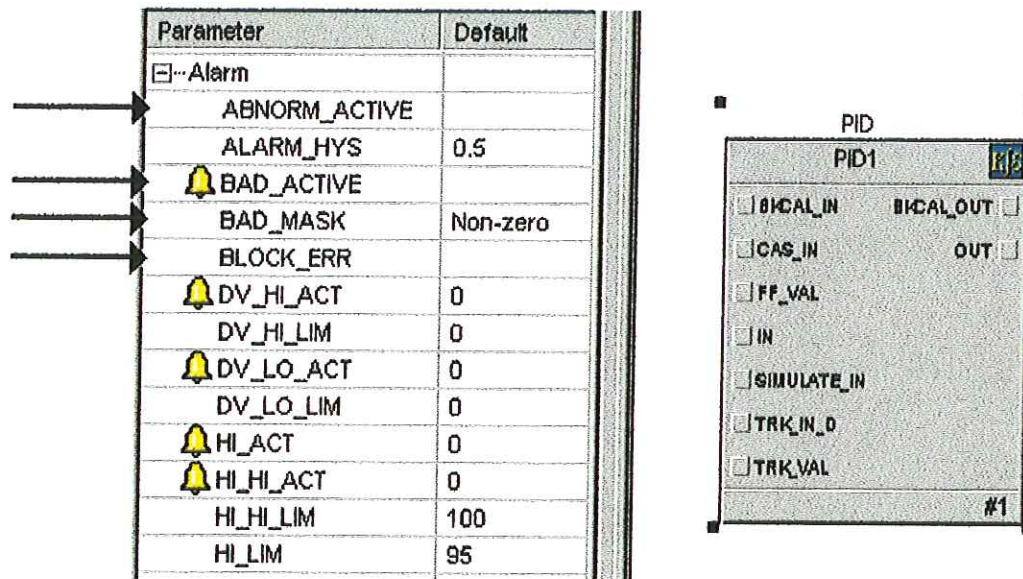 Parameter Default
Alarm
ABNORM_ACTIVE
ALARM_HYS 0.5
BAD_ACTIVE
BAD_MASK Non-zero
BLOCK_ERR
DV_HI_ACT 0
DV_HI_LIM 0
DV_LO_ACT 0
DV_LO_LIM 0
HI_ACT 0
HI_HI_ACT 0
HI_HI_LIM 100
HI_LIM 95
PID
PID1
BKCAL_IN BKCAL_OUT
CAS_IN OUT
FF_VAL
IN
SIMULATE_IN
TRK_IN_D
TRK_VAL
#1